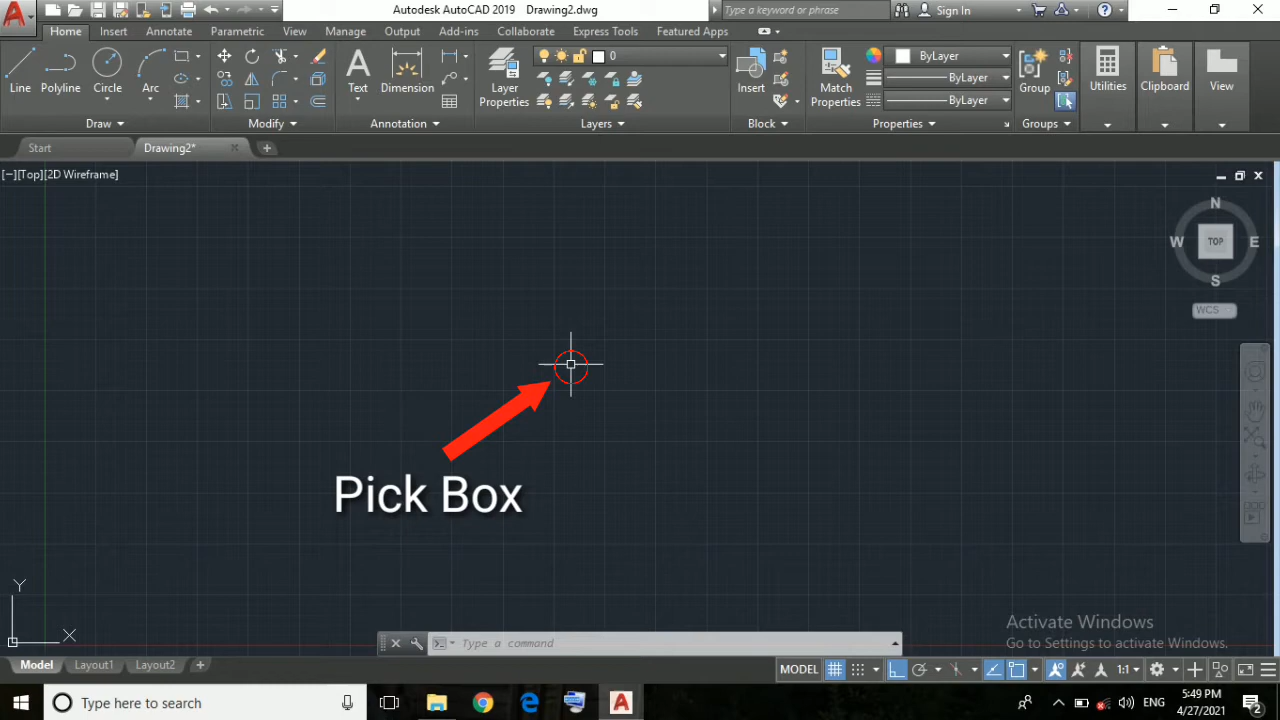 Autodesk AutoCAD 2019 Drawing2.dwg
Type a keyword or phrase
Sign In
Home Insert Annotate Parametric View Manage Output Add-ins Collaborate Express Tools Featured Apps
0
ByLayer
ByLayer
ByLayer
Line Polyline Circle Arc Text Dimension Layer Properties Insert Match Properties Group Utilities Clipboard View
Draw Modify Annotation Layers Block Properties Groups
Start Drawing2*
[−][Top][2D Wireframe]
N
W TOP E
S
WCS
Pick Box
Y
X
Activate Windows
Go to Settings to activate Windows.
Type a command
Model Layout1 Layout2
MODEL 1:1
Type here to search
ENG
5:49 PM
4/27/2021
2